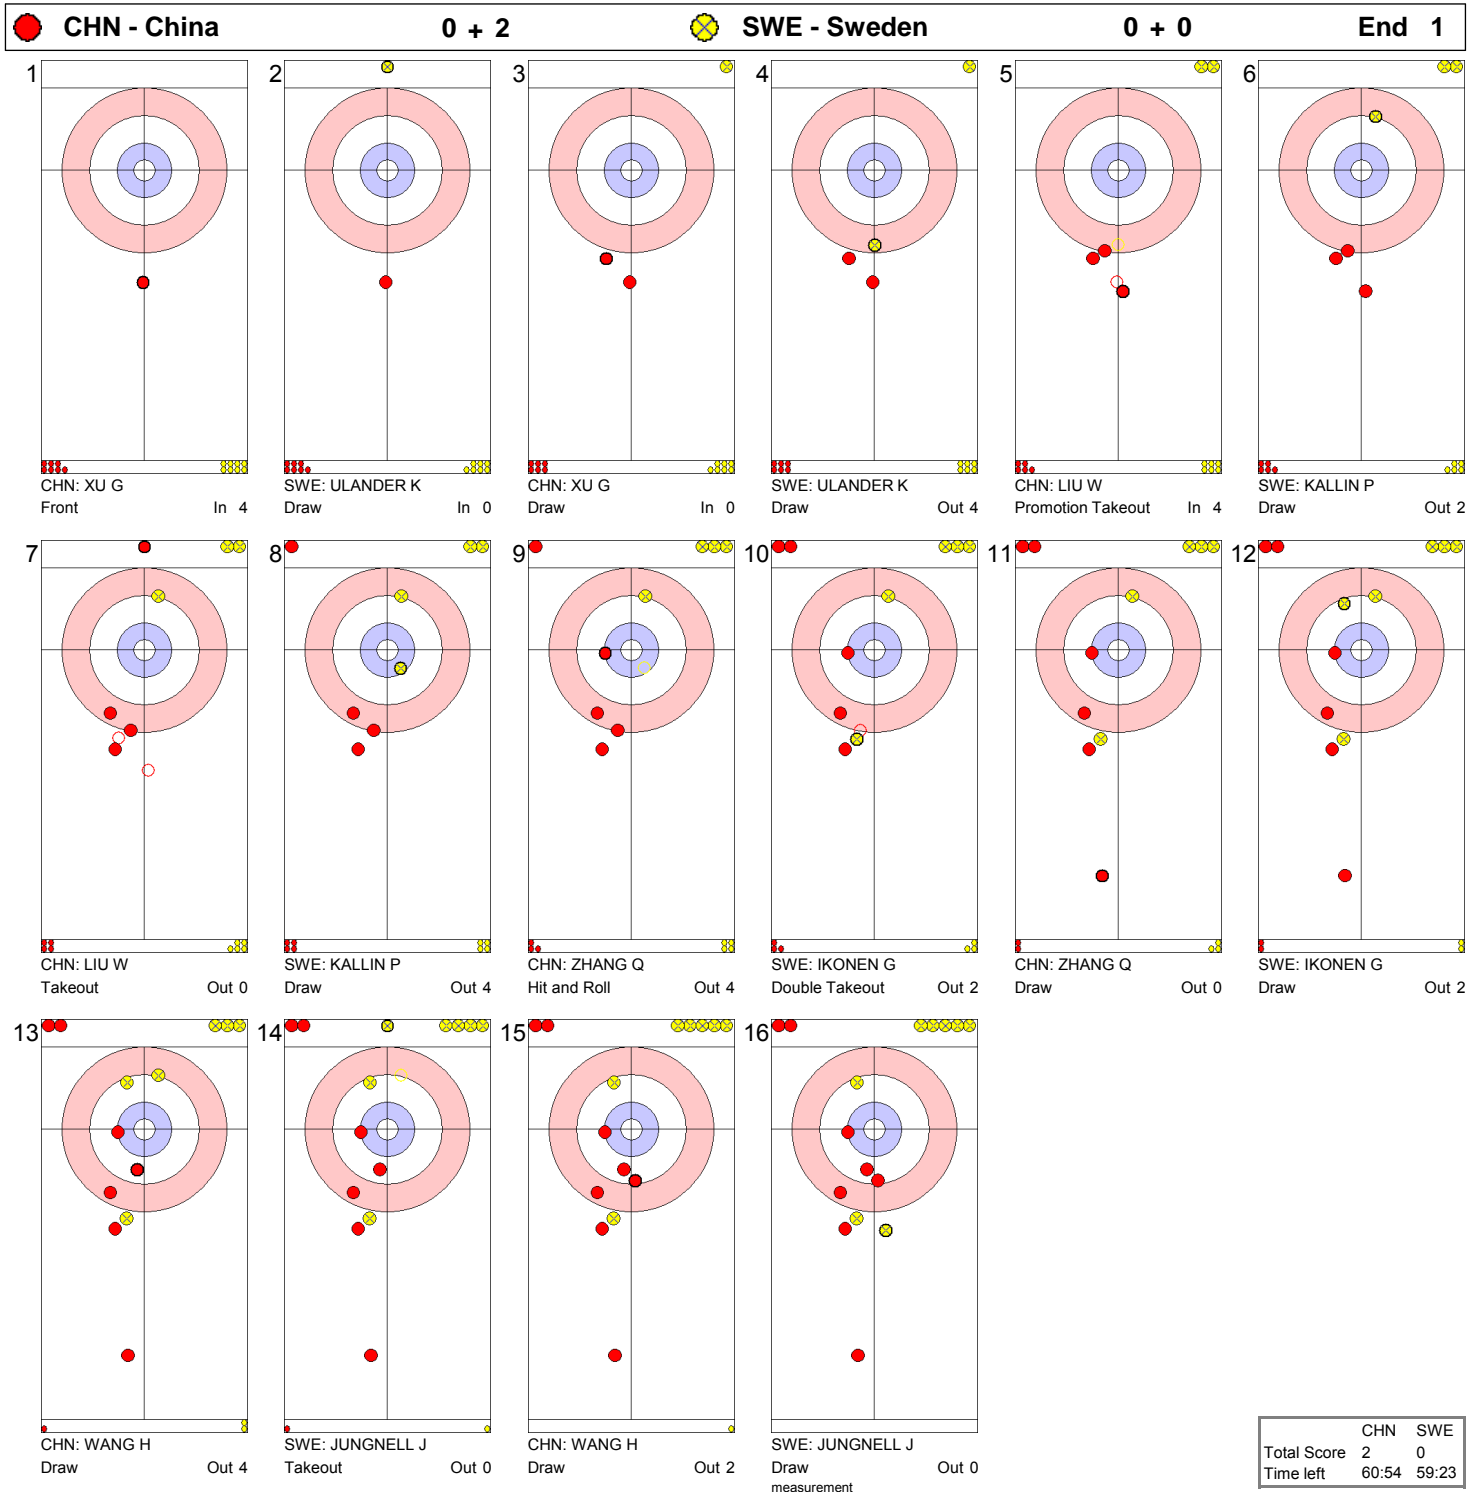 CHN - China 0 + 2 SWE - Sweden 0 + 0 End 1
1 2 3 4 5 6
CHN: XU G SWE: ULANDER K CHN: XU G SWE: ULANDER K CHN: LIU W SWE: KALLIN P
Front In 4 Draw In 0 Draw In 0 Draw Out 4 Promotion Takeout In 4 Draw Out 2
7 8 9 10 11 12
CHN: LIU W SWE: KALLIN P CHN: ZHANG Q SWE: IKONEN G CHN: ZHANG Q SWE: IKONEN G
Takeout Out 0 Draw Out 4 Hit and Roll Out 4 Double Takeout Out 2 Draw Out 0 Draw Out 2
13 14 15 16
CHN: WANG H SWE: JUNGNELL J CHN: WANG H SWE: JUNGNELL J
Draw Out 4 Takeout Out 0 Draw Out 2 Draw Out 0
measurement
CHN SWE
Total Score 2 0
Time left 60:54 59:23